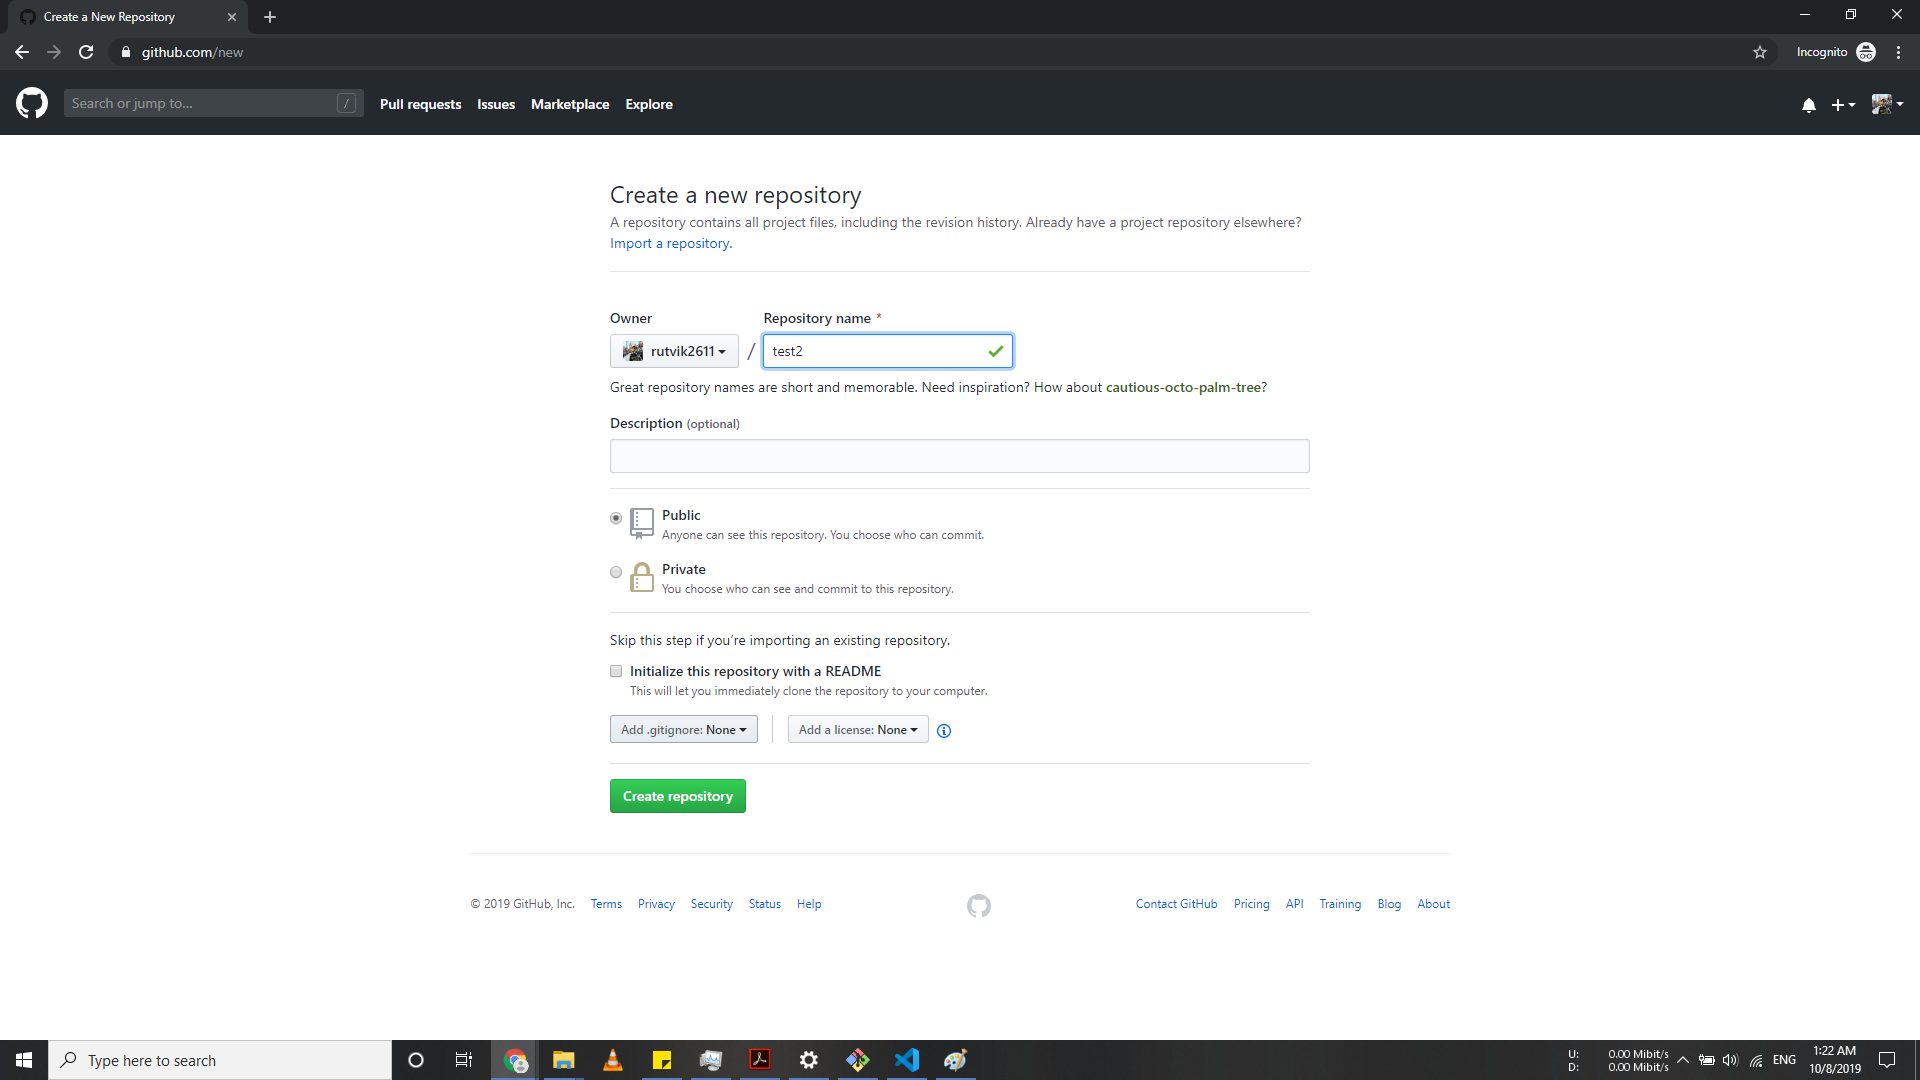 Create a New Repository
github.com/new
Incognito
Search or jump to...
/
Pull requests
Issues
Marketplace
Explore
Create a new repository
A repository contains all project files, including the revision history. Already have a project repository elsewhere?
Import a repository.
Owner
Repository name *
rutvik2611
/
test2
Great repository names are short and memorable. Need inspiration? How about cautious-octo-palm-tree?
Description (optional)
Public
Anyone can see this repository. You choose who can commit.
Private
You choose who can see and commit to this repository.
Skip this step if you’re importing an existing repository.
Initialize this repository with a README
This will let you immediately clone the repository to your computer.
Add .gitignore: None
Add a license: None
Create repository
© 2019 GitHub, Inc.
Terms
Privacy
Security
Status
Help
Contact GitHub
Pricing
API
Training
Blog
About
Type here to search
U: 0.00 Mibit/s
D: 0.00 Mibit/s
ENG
1:22 AM
10/8/2019